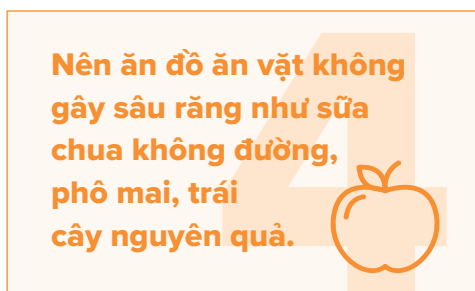 4
Nên ăn đồ ăn vặt không
gây sâu răng như sữa
chua không đường,
phô mai, trái
cây nguyên quả.